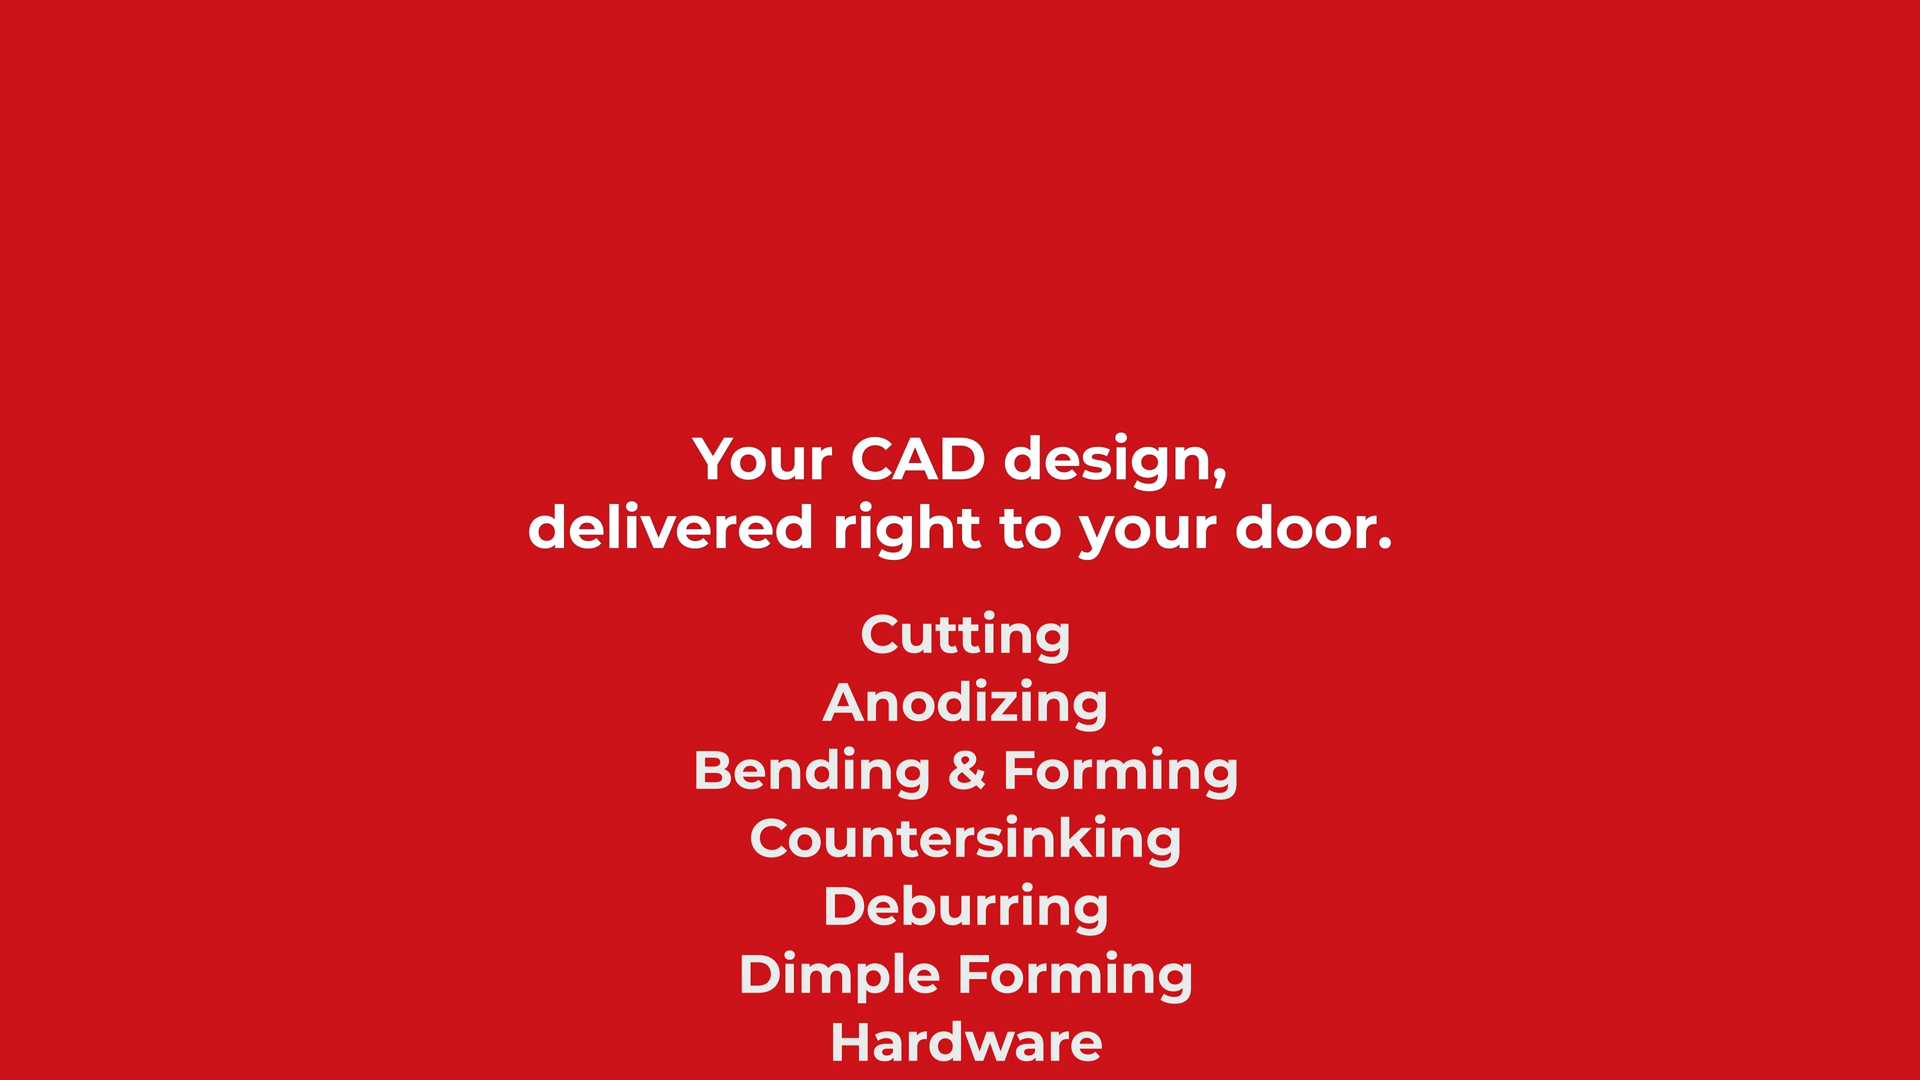 Your CAD design,
delivered right to your door.
Cutting
Anodizing
Bending & Forming
Countersinking
Deburring
Dimple Forming
Hardware